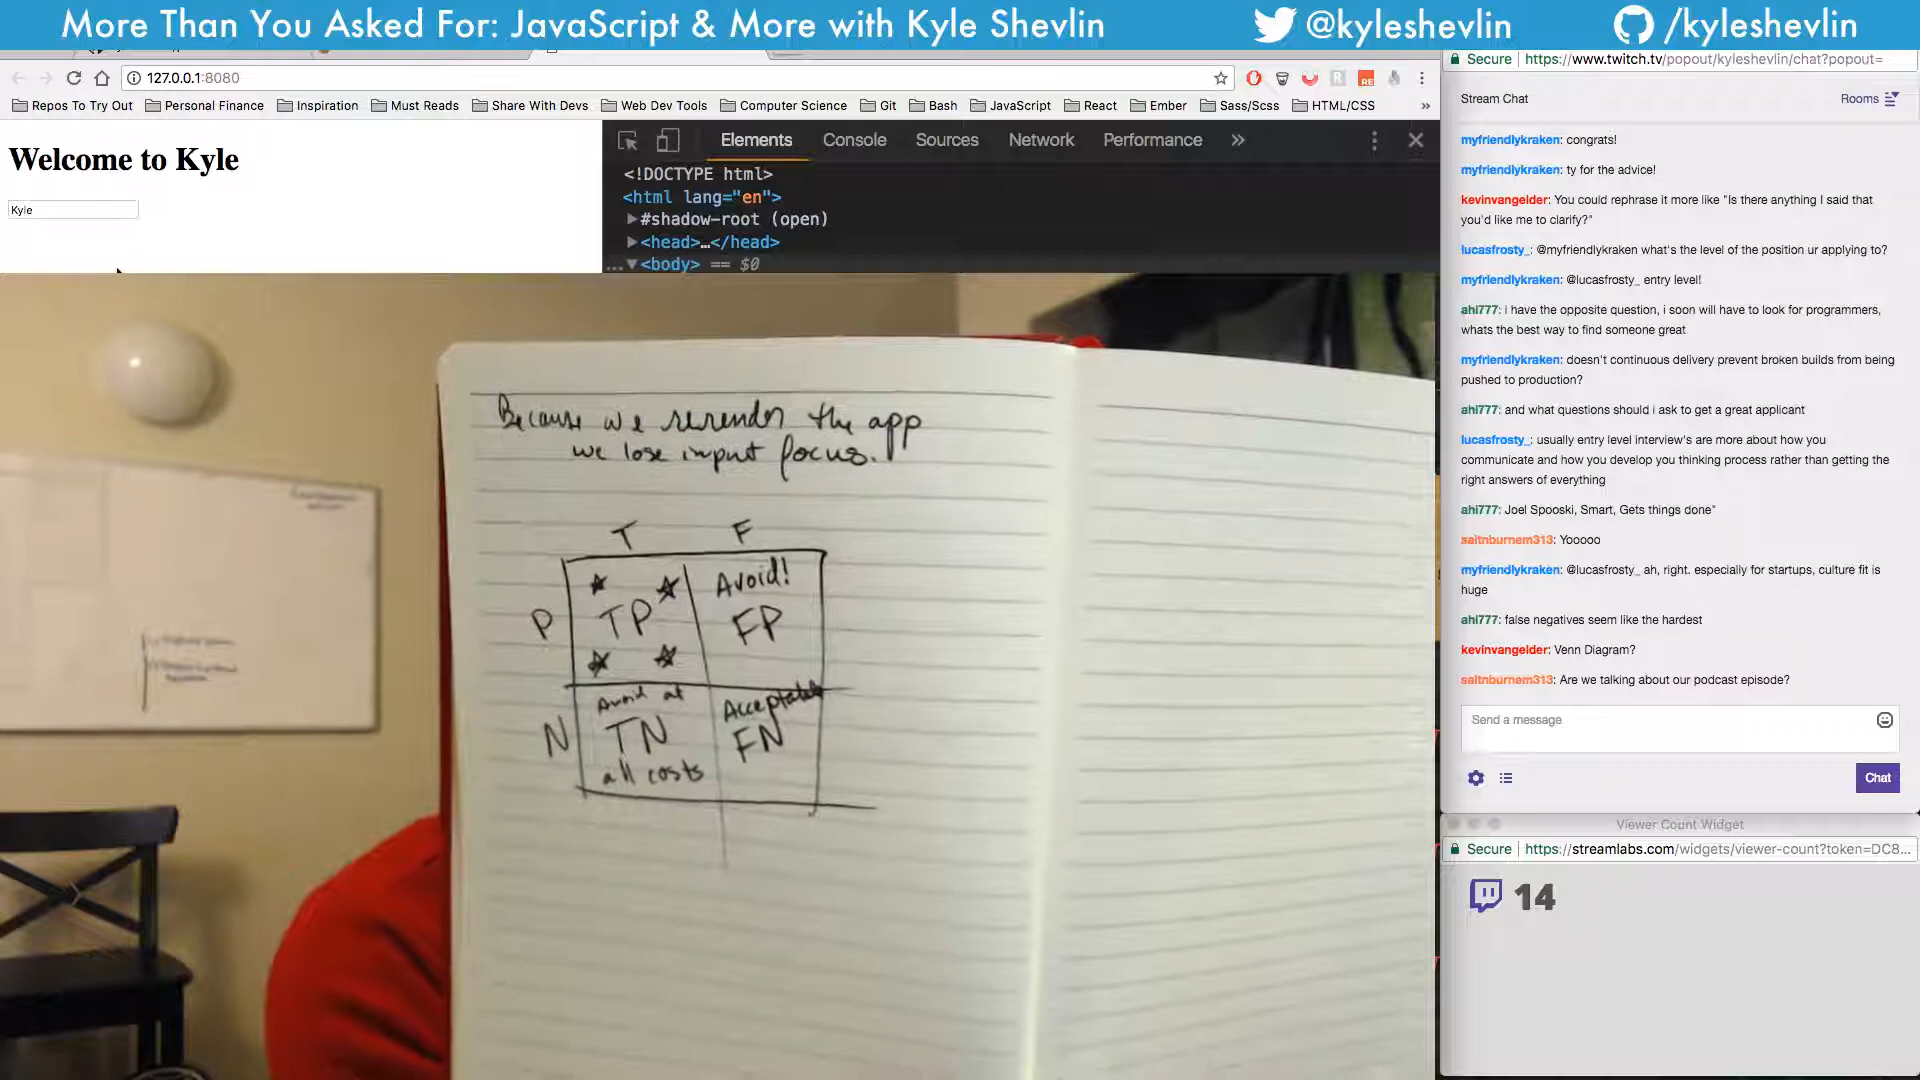 More Than You Asked For: JavaScript & More with Kyle Shevlin
@kyleshevlin
/kyleshevlin
127.0.0.1:8080
Repos To Try Out
Personal Finance
Inspiration
Must Reads
Share With Devs
Web Dev Tools
Computer Science
Git
Bash
JavaScript
React
Ember
Sass/Scss
HTML/CSS
»
Welcome to Kyle
Kyle
Elements
Console
Sources
Network
Performance
»
<!DOCTYPE html>
<html lang="en">
#shadow-root (open)
<head>…</head>
...
<body> == $0
Because we rerender the app
we lose input focus.
T F
P
TP
Avoid!
FP
N
Avoid at
TN
all costs
Acceptable
FN
Secure
https://www.twitch.tv/popout/kyleshevlin/chat?popout=
Stream Chat
Rooms
myfriendlykraken: congrats!
myfriendlykraken: ty for the advice!
kevinvangelder: You could rephrase it more like "Is there anything I said that
you'd like me to clarify?"
lucasfrosty_: @myfriendlykraken what's the level of the position ur applying to?
myfriendlykraken: @lucasfrosty_ entry level!
ahi777: i have the opposite question, i soon will have to look for programmers,
whats the best way to find someone great
myfriendlykraken: doesn't continuous delivery prevent broken builds from being
pushed to production?
ahi777: and what questions should i ask to get a great applicant
lucasfrosty_: usually entry level interview's are more about how you
communicate and how you develop you thinking process rather than getting the
right answers of everything
ahi777: Joel Spooski, Smart, Gets things done"
saltnburnem313: Yooooo
myfriendlykraken: @lucasfrosty_ ah, right. especially for startups, culture fit is
huge
ahi777: false negatives seem like the hardest
kevinvangelder: Venn Diagram?
saltnburnem313: Are we talking about our podcast episode?
Send a message
Chat
Viewer Count Widget
Secure
https://streamlabs.com/widgets/viewer-count?token=DC8...
14